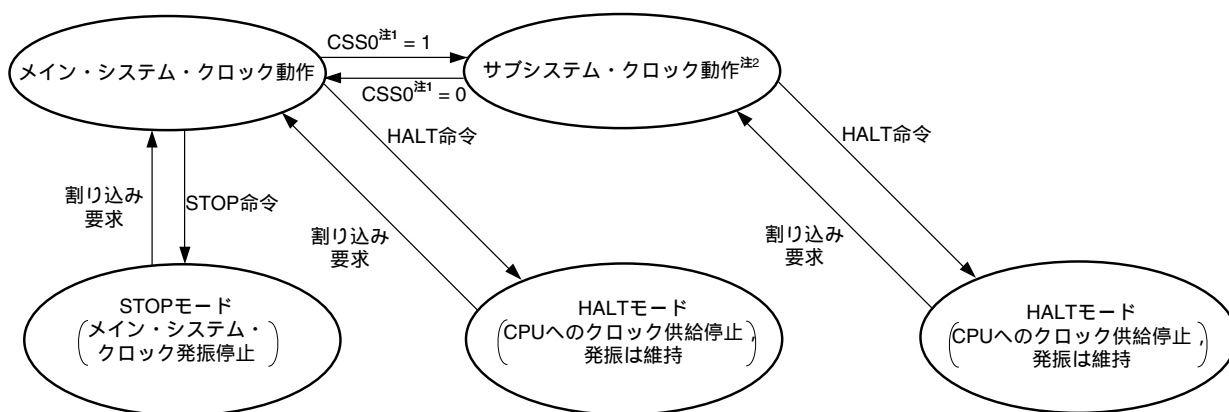 CSS0注1 = 1
メイン・システム・クロック動作
サブシステム・クロック動作注2
CSS0注1 = 0
HALT命令
HALT命令
割り込み
要求
STOP命令
割り込み
要求
割り込み
要求
STOPモード
メイン・システム・
クロック発振停止
HALTモード
CPUへのクロック供給停止，
発振は維持
HALTモード
CPUへのクロック供給停止，
発振は維持